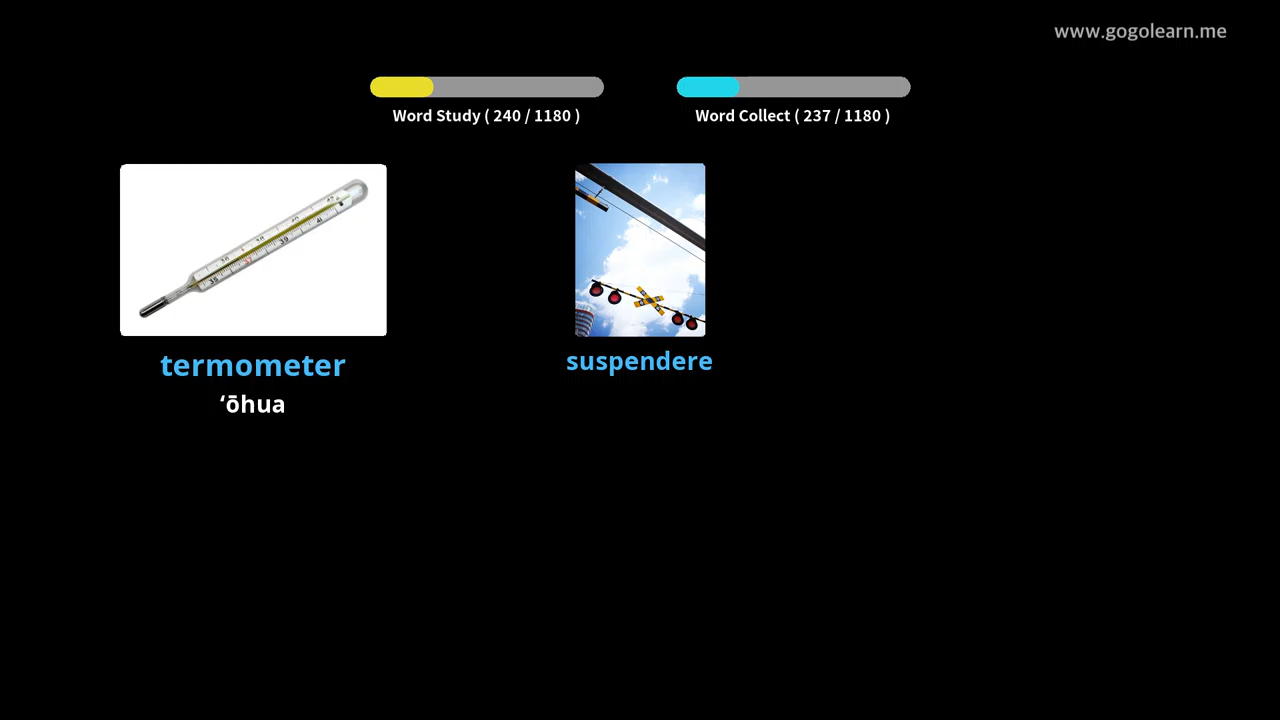 www.gogolearn.me
Word Study ( 240 / 1180 )
Word Collect ( 237 / 1180 )
termometer
ʻōhua
suspendere